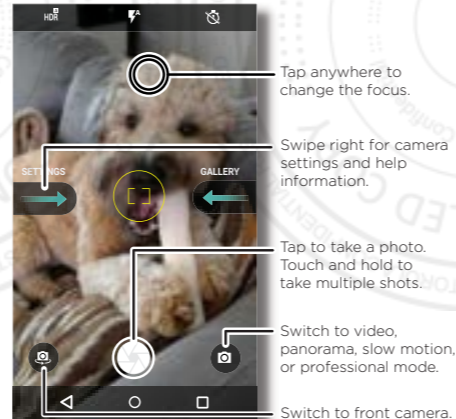 HDR
A
Tap anywhere to
change the focus.
Swipe right for camera
settings and help
information.
SETTINGS
GALLERY
Tap to take a photo.
Touch and hold to
take multiple shots.
Switch to video,
panorama, slow motion,
or professional mode.
Switch to front camera.